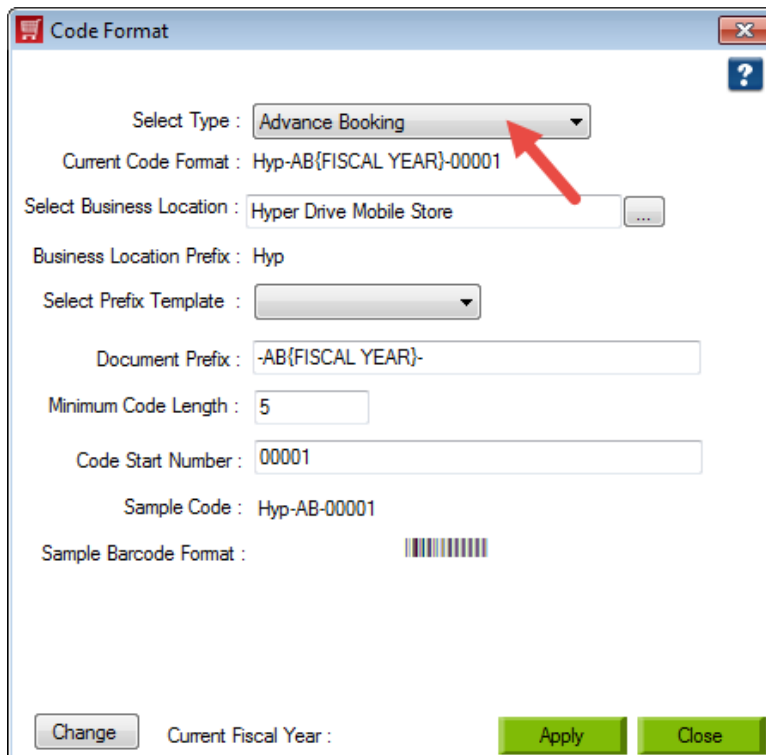 Code Format
?
Select Type : Advance Booking
Current Code Format : Hyp-AB{FISCAL YEAR}-00001
Select Business Location : Hyper Drive Mobile Store ...
Business Location Prefix : Hyp
Select Prefix Template :
Document Prefix : -AB{FISCAL YEAR}-
Minimum Code Length : 5
Code Start Number : 00001
Sample Code : Hyp-AB-00001
Sample Barcode Format :
Change Current Fiscal Year : Apply Close